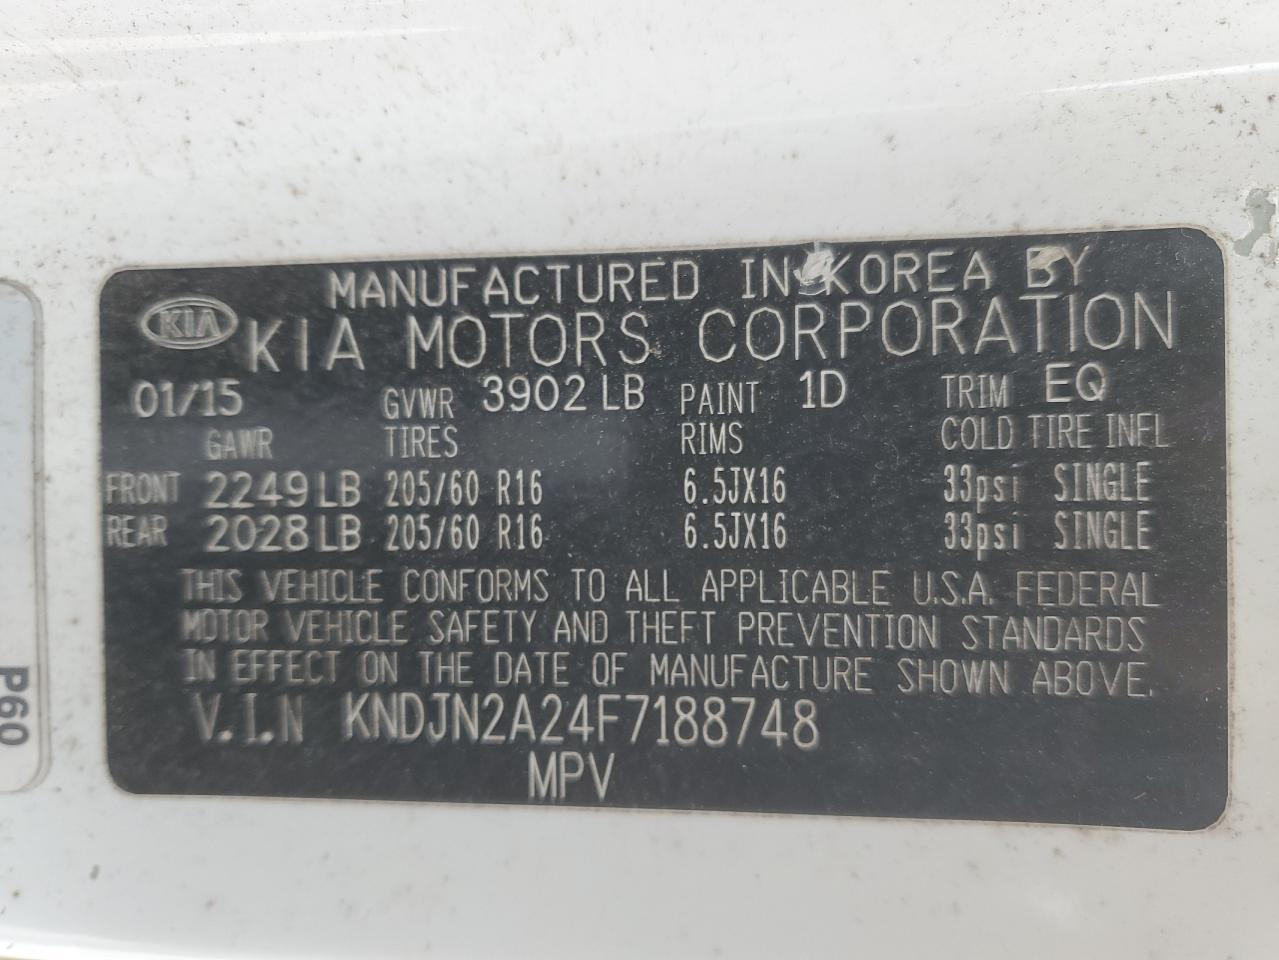 MANUFACTURED IN KOREA BY
KIA KIA MOTORS CORPORATION
01/15 GVWR 3902 LB PAINT 1D TRIM EQ
GAWR TIRES RIMS COLD TIRE INFL
FRONT 2249 LB 205/60 R16 6.5JX16 33psi SINGLE
REAR 2028 LB 205/60 R16 6.5JX16 33psi SINGLE
THIS VEHICLE CONFORMS TO ALL APPLICABLE U.S.A. FEDERAL
MOTOR VEHICLE SAFETY AND THEFT PREVENTION STANDARDS
IN EFFECT ON THE DATE OF MANUFACTURE SHOWN ABOVE.
V.I.N KNDJN2A24F7188748
MPV
P60